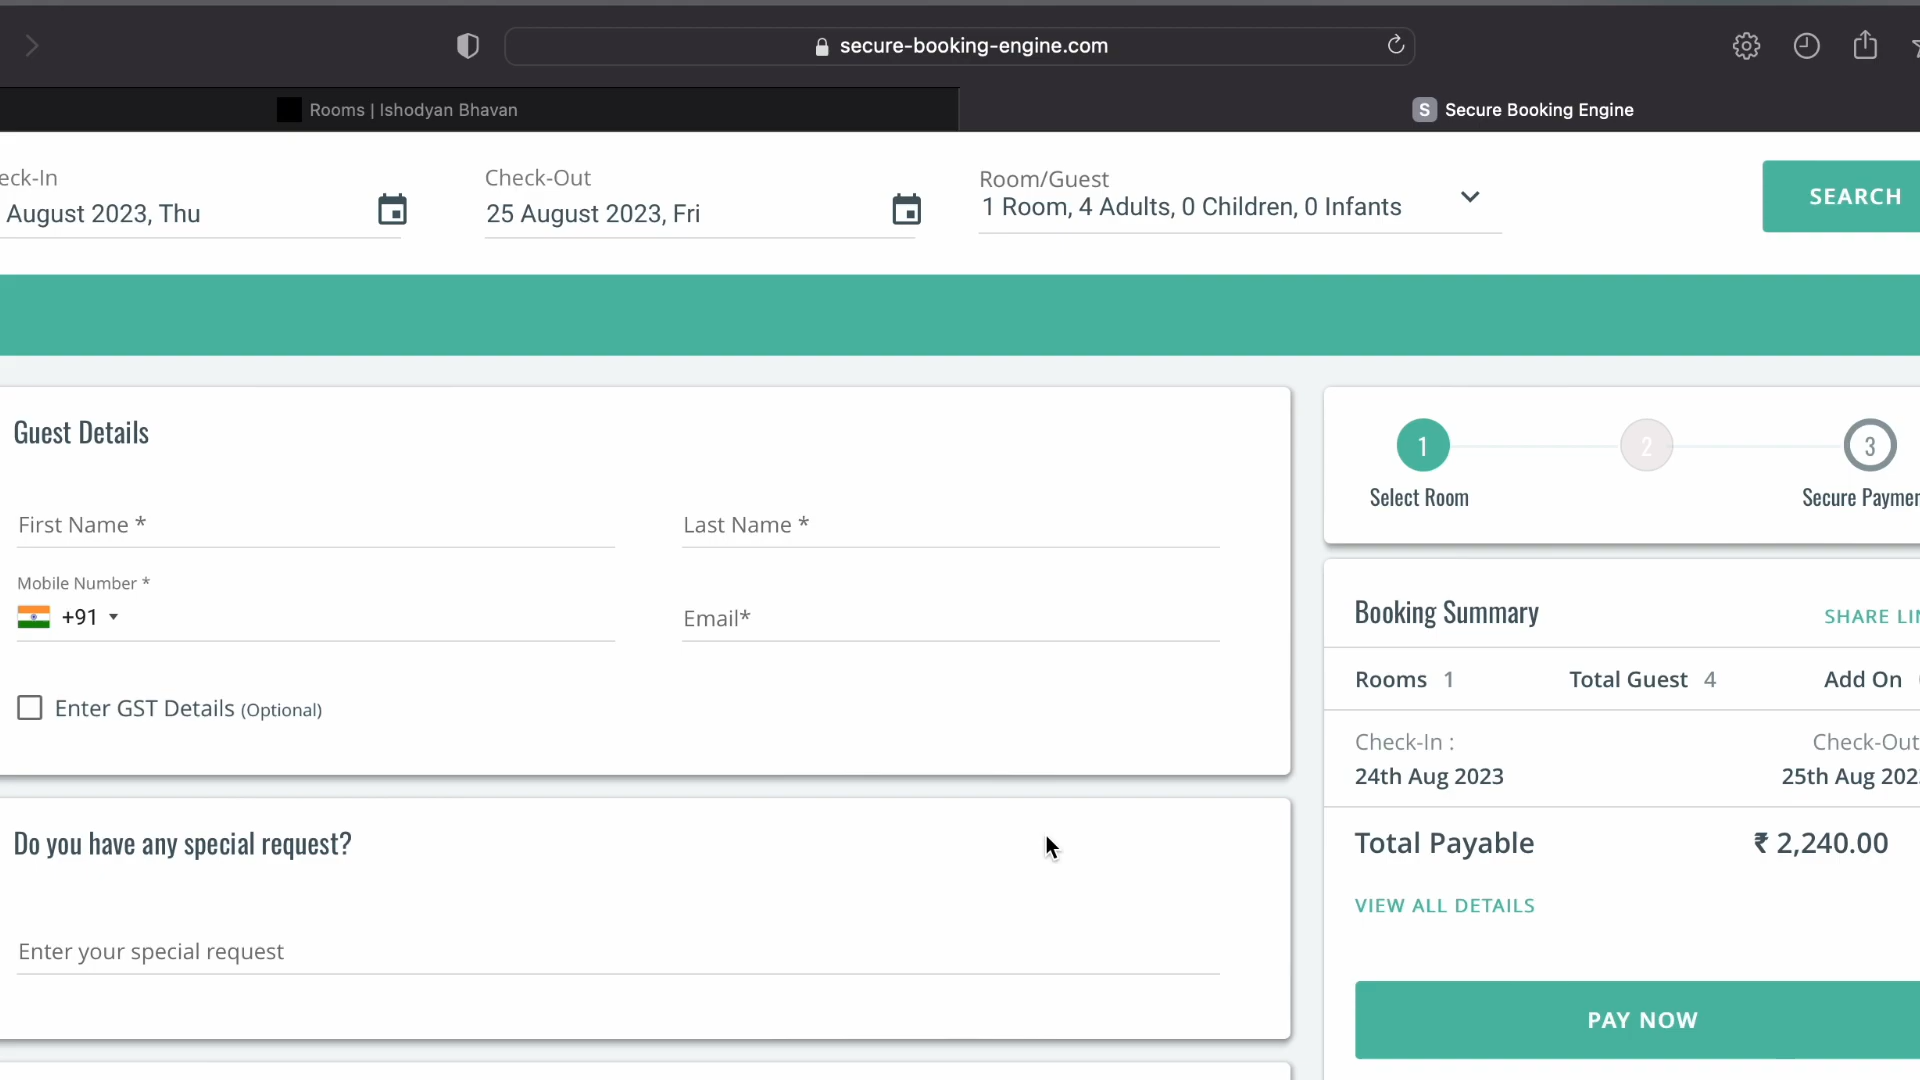 secure-booking-engine.com
Rooms | Ishodyan Bhavan
S Secure Booking Engine
eck-In
August 2023, Thu
Check-Out
25 August 2023, Fri
Room/Guest
1 Room, 4 Adults, 0 Children, 0 Infants
SEARCH
Guest Details
First Name *
Last Name *
Mobile Number *
+91
Email*
Enter GST Details (Optional)
Do you have any special request?
Enter your special request
1
2
3
Select Room
Secure Paymen
Booking Summary
SHARE LIN
Rooms 1
Total Guest 4
Add On
Check-In :
Check-Out
24th Aug 2023
25th Aug 202
Total Payable
₹ 2,240.00
VIEW ALL DETAILS
PAY NOW